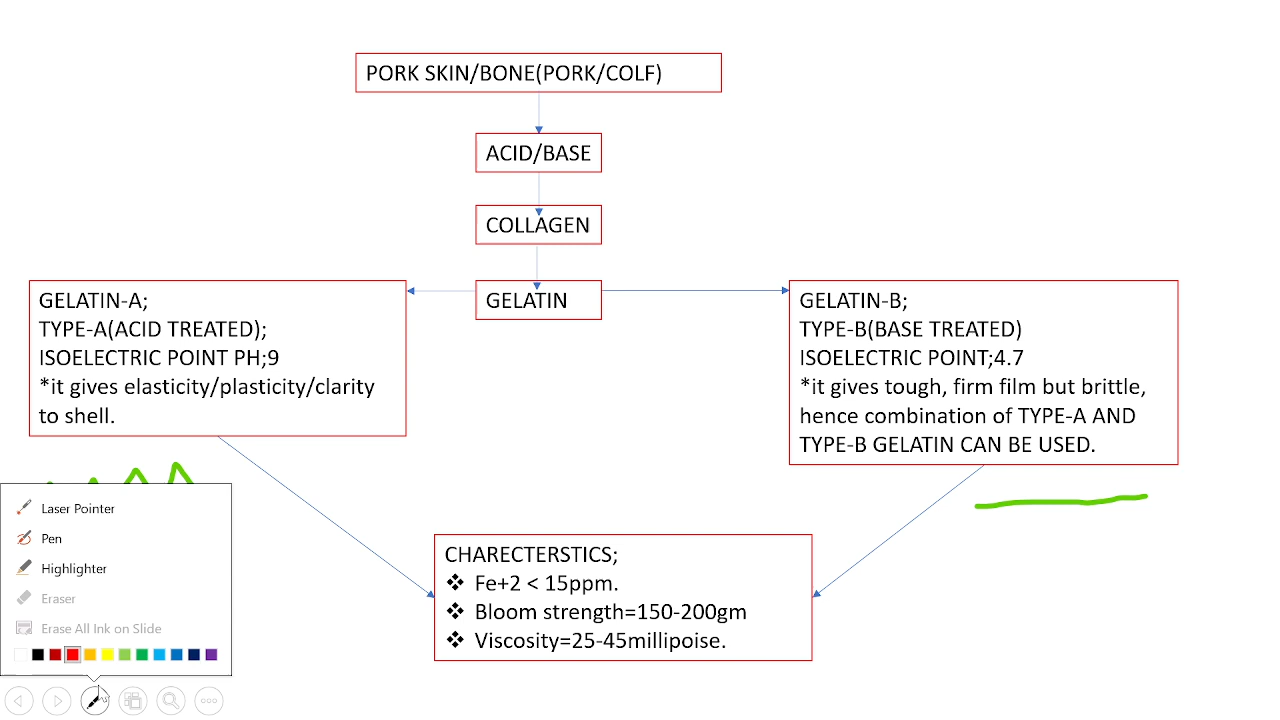 PORK SKIN/BONE(PORK/COLF)
ACID/BASE
COLLAGEN
GELATIN
GELATIN-A;
TYPE-A(ACID TREATED);
ISOELECTRIC POINT PH;9
*it gives elasticity/plasticity/clarity
to shell.
GELATIN-B;
TYPE-B(BASE TREATED)
ISOELECTRIC POINT;4.7
*it gives tough, firm film but brittle,
hence combination of TYPE-A AND
TYPE-B GELATIN CAN BE USED.
CHARECTERSTICS;
❖ Fe+2 < 15ppm.
❖ Bloom strength=150-200gm
❖ Viscosity=25-45millipoise.
Laser Pointer
Pen
Highlighter
Eraser
Erase All Ink on Slide